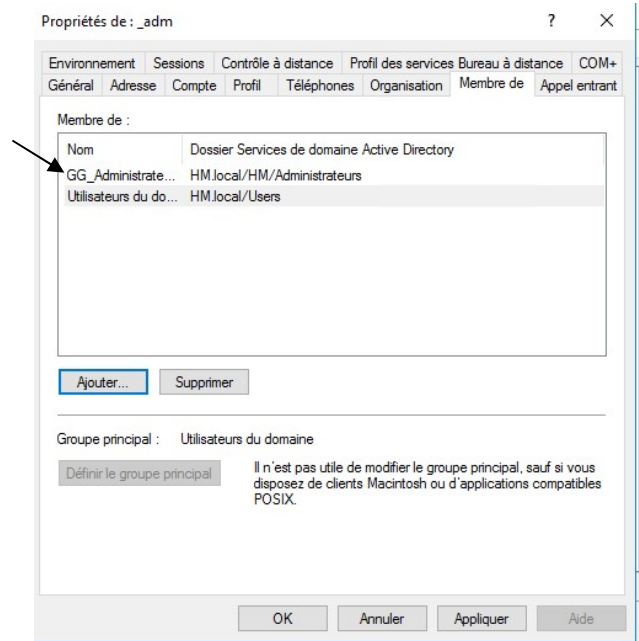 Propriétés de : _adm ? ×
Environnement Sessions Contrôle à distance Profil des services Bureau à distance COM+
Général Adresse Compte Profil Téléphones Organisation Membre de Appel entrant
Membre de :
Nom Dossier Services de domaine Active Directory
GG_Administrate... HM.local/HM/Administrateurs
Utilisateurs du do... HM.local/Users
Ajouter... Supprimer
Groupe principal : Utilisateurs du domaine
Définir le groupe principal
Il n'est pas utile de modifier le groupe principal, sauf si vous
disposez de clients Macintosh ou d'applications compatibles
POSIX.
OK Annuler Appliquer Aide